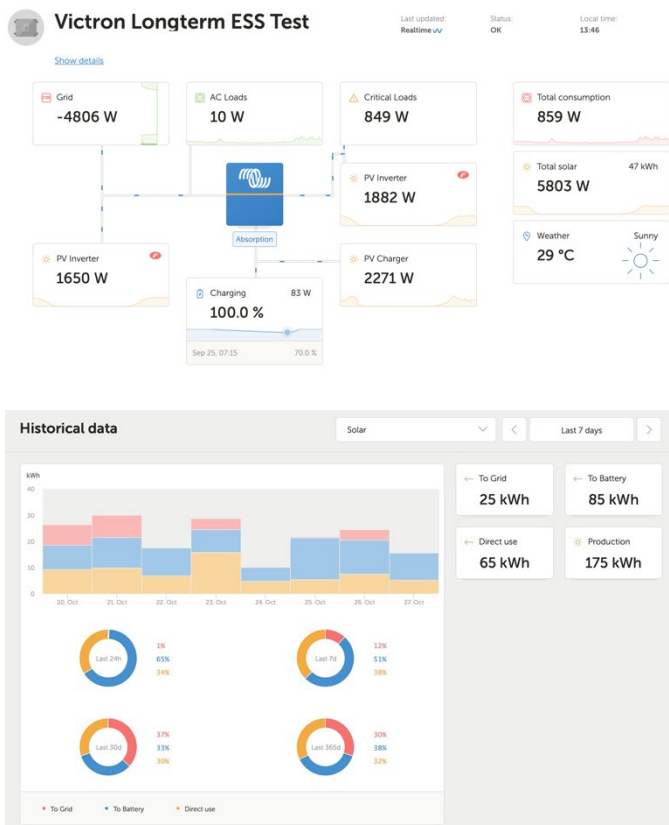 Victron Longterm ESS Test
Last updated:
Realtime
Status:
OK
Local time:
13:46
Show details
Grid
-4806 W
AC Loads
10 W
Critical Loads
849 W
Total consumption
859 W
PV Inverter
1882 W
Total solar 47 kWh
5803 W
Absorption
Weather Sunny
29 °C
PV Inverter
1650 W
PV Charger
2271 W
Charging 83 W
100.0 %
Sep 25, 07:15 70.0 %
Historical data
Solar
Last 7 days
kWh
40
30
20
10
0
20. Oct 21. Oct 22. Oct 23. Oct 24. Oct 25. Oct 26. Oct 27. Oct
To Grid
25 kWh
To Battery
85 kWh
Direct use
65 kWh
Production
175 kWh
Last 24h
1%
65%
34%
Last 7d
12%
51%
38%
Last 30d
37%
33%
30%
Last 365d
30%
38%
32%
To Grid To Battery Direct use